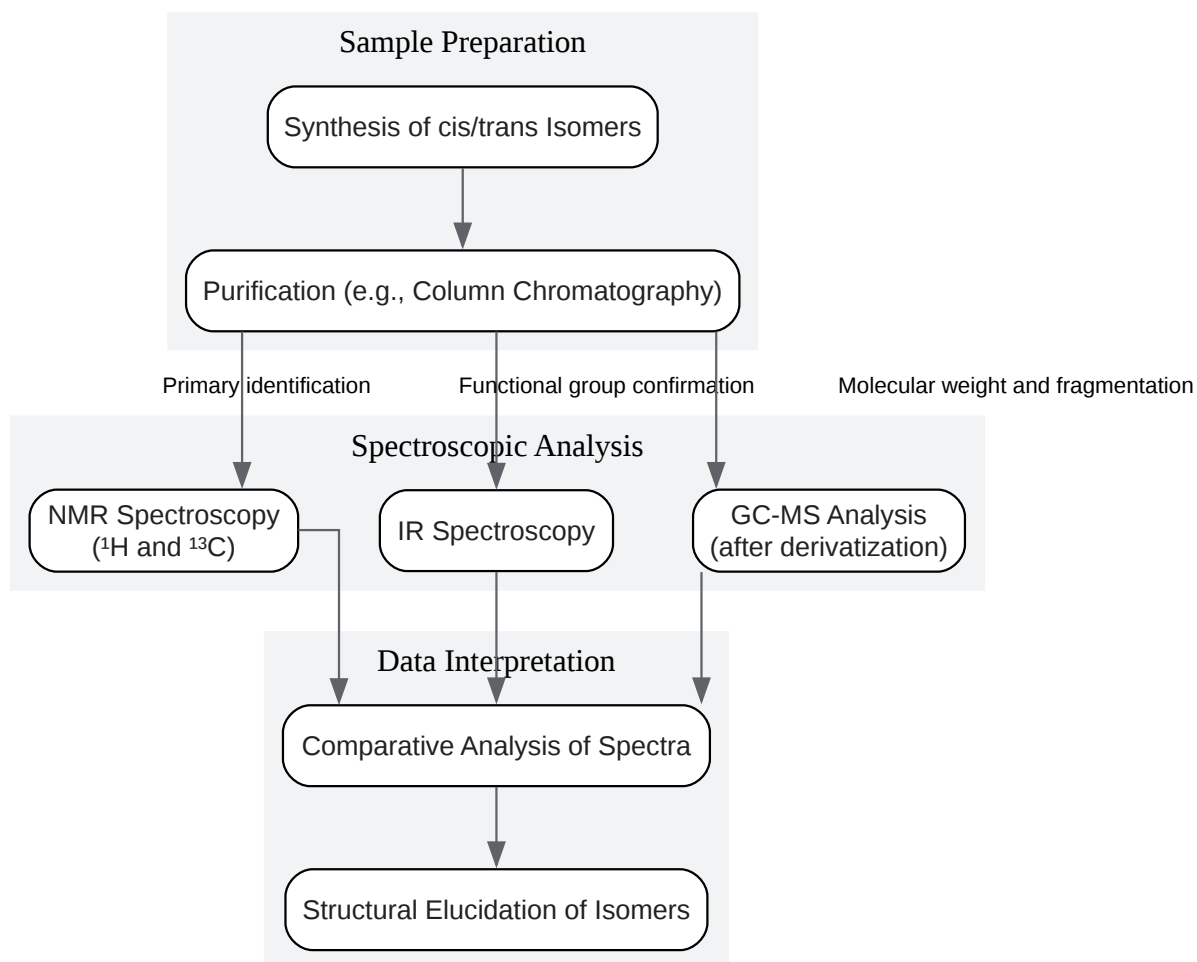 Sample Preparation
Synthesis of cis/trans Isomers
Purification (e.g., Column Chromatography)
Primary identification
Functional group confirmation
Molecular weight and fragmentation
Spectroscopic Analysis
NMR Spectroscopy
(¹H and ¹³C)
IR Spectroscopy
GC-MS Analysis
(after derivatization)
Data Interpretation
Comparative Analysis of Spectra
Structural Elucidation of Isomers